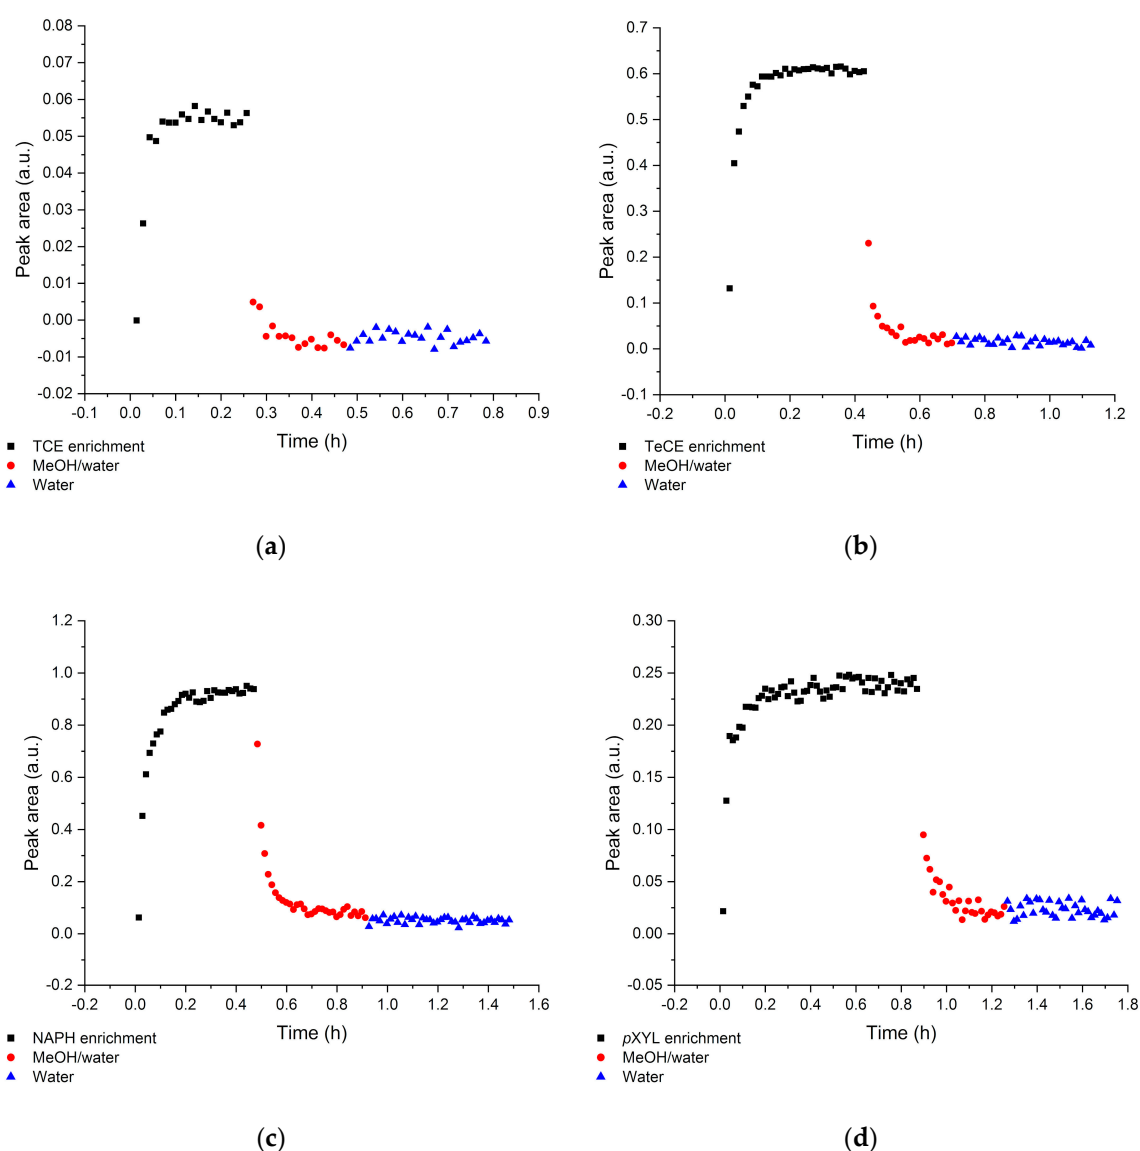 0.08
0.07
0.06
0.05
0.04
0.03
0.02
0.01
0.00
-0.01
-0.02
Peak area (a.u.)
-0.1 0.0 0.1 0.2 0.3 0.4 0.5 0.6 0.7 0.8 0.9
Time (h)
TCE enrichment
MeOH/water
Water
(a)
0.7
0.6
0.5
0.4
0.3
0.2
0.1
0.0
-0.1
Peak area (a.u.)
-0.2 0.0 0.2 0.4 0.6 0.8 1.0 1.2
Time (h)
TeCE enrichment
MeOH/water
Water
(b)
1.2
1.0
0.8
0.6
0.4
0.2
0.0
-0.2
Peak area (a.u.)
-0.2 0.0 0.2 0.4 0.6 0.8 1.0 1.2 1.4 1.6
Time (h)
NAPH enrichment
MeOH/water
Water
(c)
0.30
0.25
0.20
0.15
0.10
0.05
0.00
-0.05
Peak area (a.u.)
-0.2 0.0 0.2 0.4 0.6 0.8 1.0 1.2 1.4 1.6 1.8
Time (h)
pXYL enrichment
MeOH/water
Water
(d)